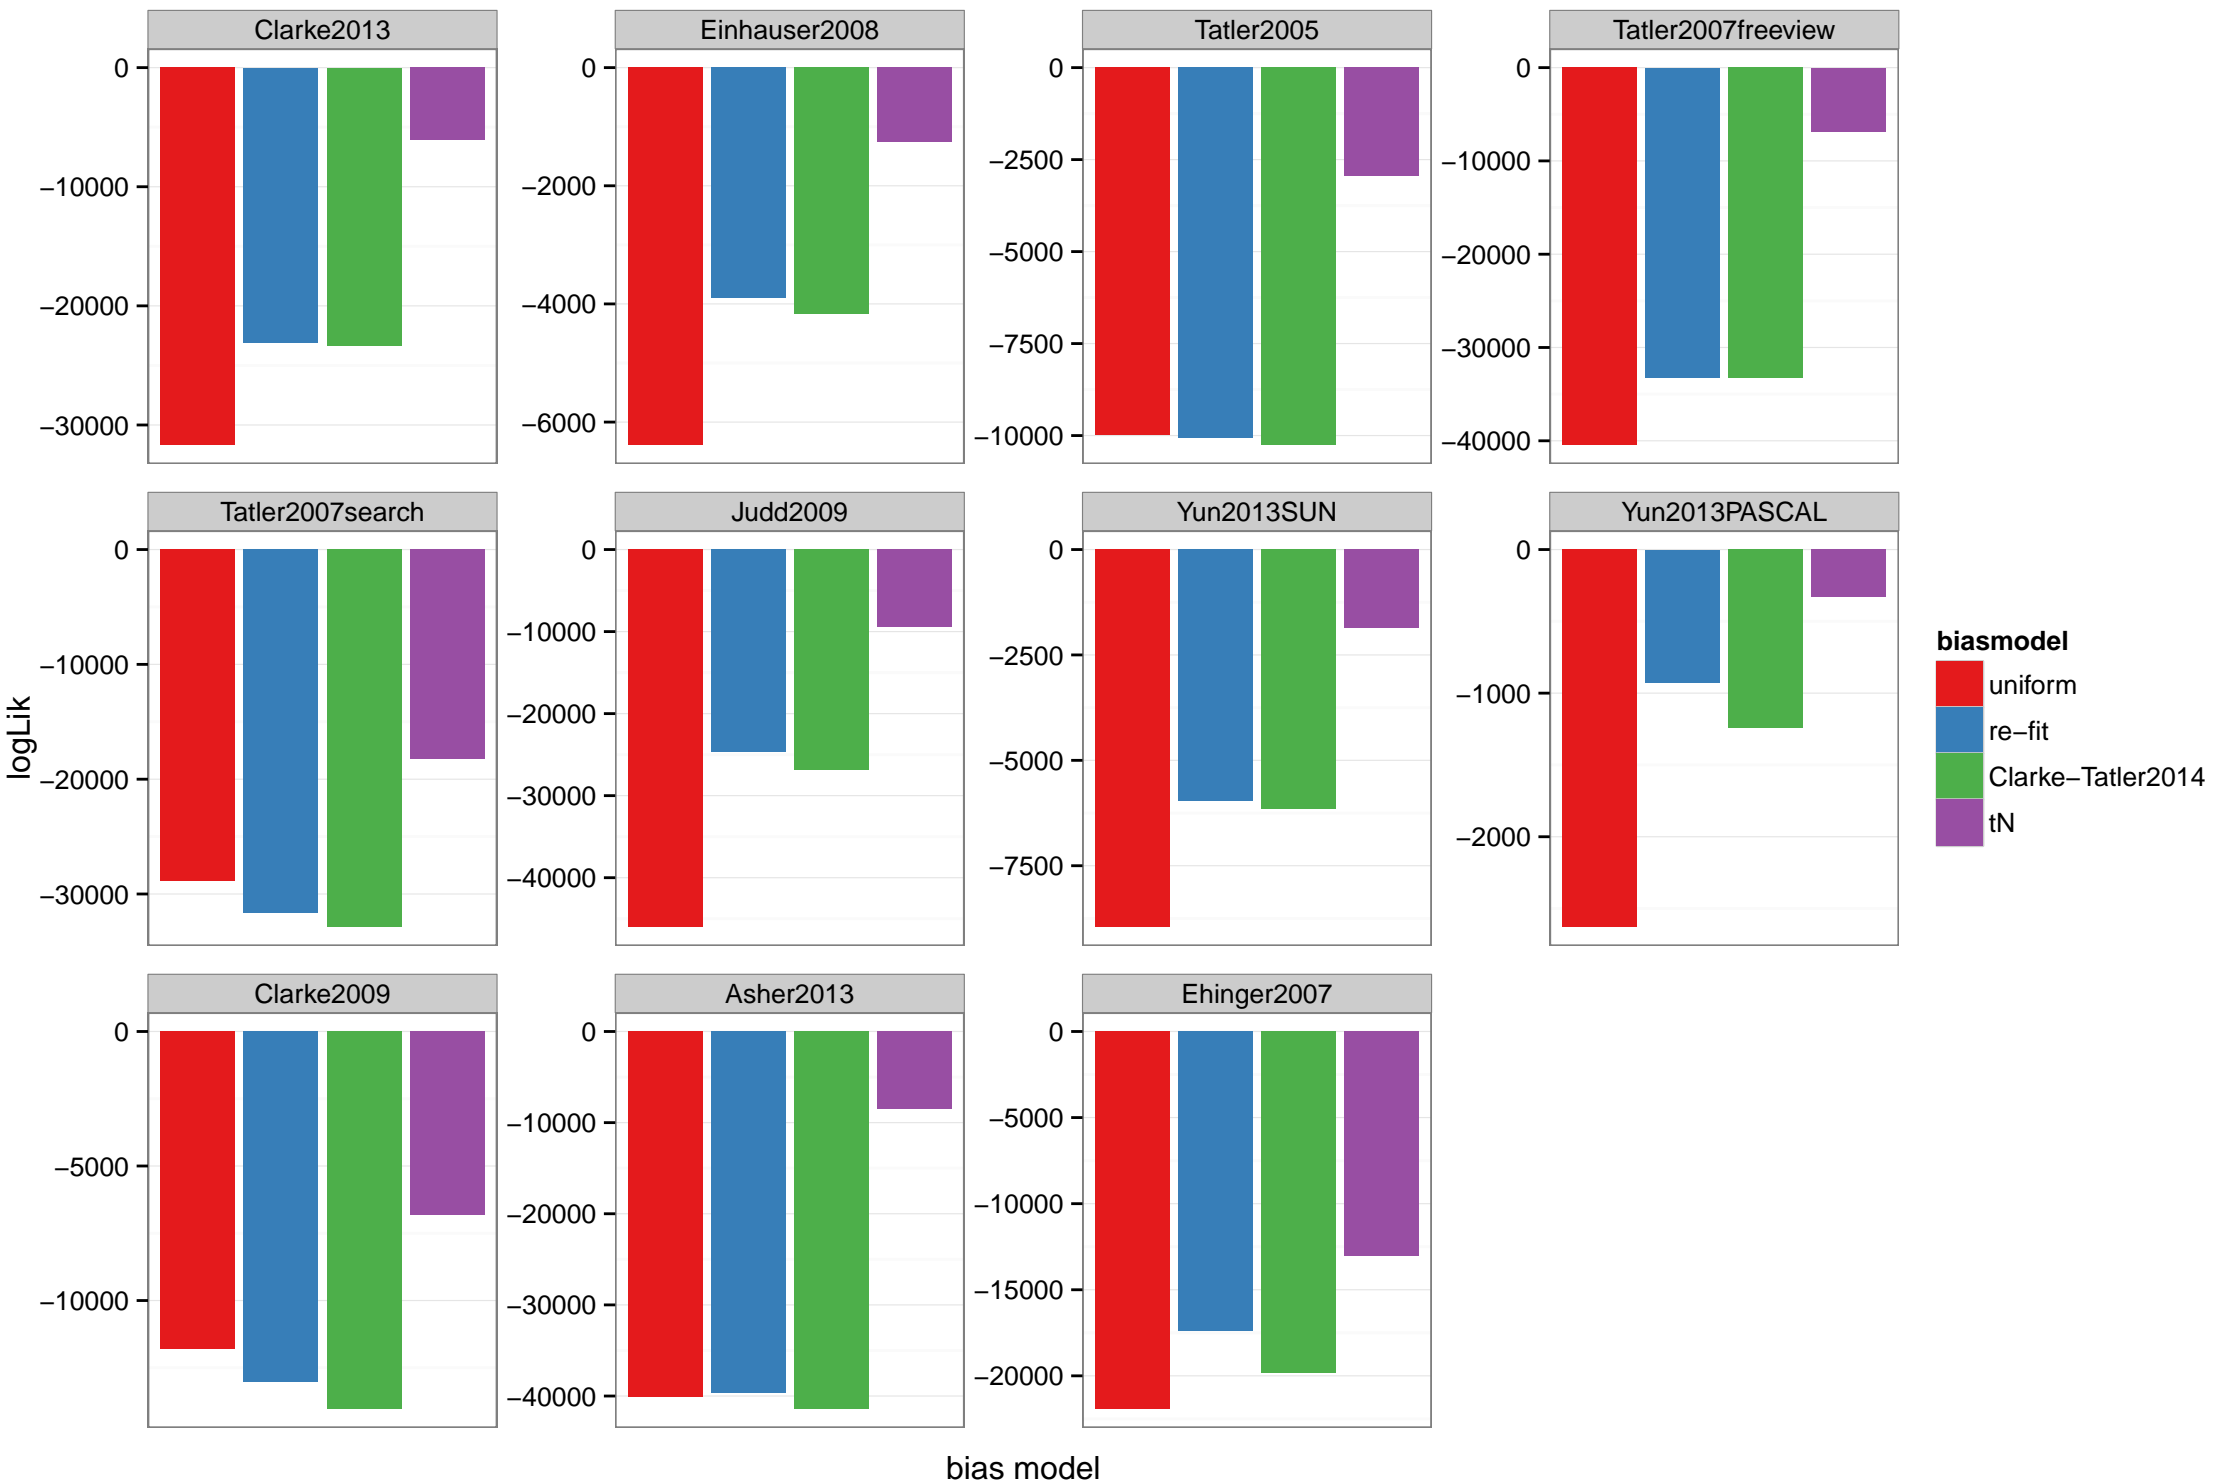 Clarke2013 Einhauser2008 Tatler2005 Tatler2007freeview
0 0 0 0
−10000 −2000 −2500 −10000
−20000 −4000 −5000 −20000
−30000 −6000 −7500 −30000
−10000 −40000
Tatler2007search Judd2009 Yun2013SUN Yun2013PASCAL
0 0 0 0
−10000 −10000 −2500 −1000
−20000 −20000 −5000 −2000
−30000 −30000 −7500
−40000
Clarke2009 Asher2013 Ehinger2007
0 0 0
−5000 −10000 −5000
−10000 −20000 −10000
−30000 −15000
−40000 −20000
logLik
bias model
biasmodel
uniform
re−fit
Clarke−Tatler2014
tN